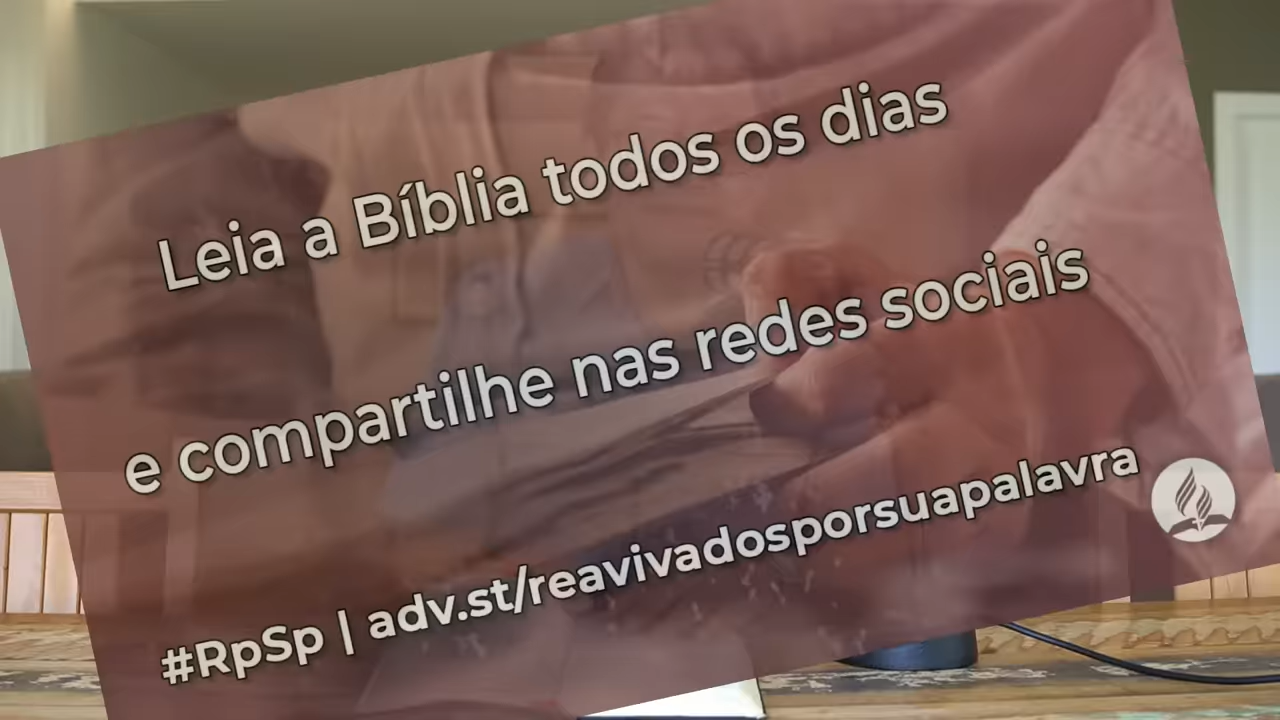 Leia a Bíblia todos os dias
e compartilhe nas redes sociais
#RpSp | adv.st/reavivadosporsuapalavra